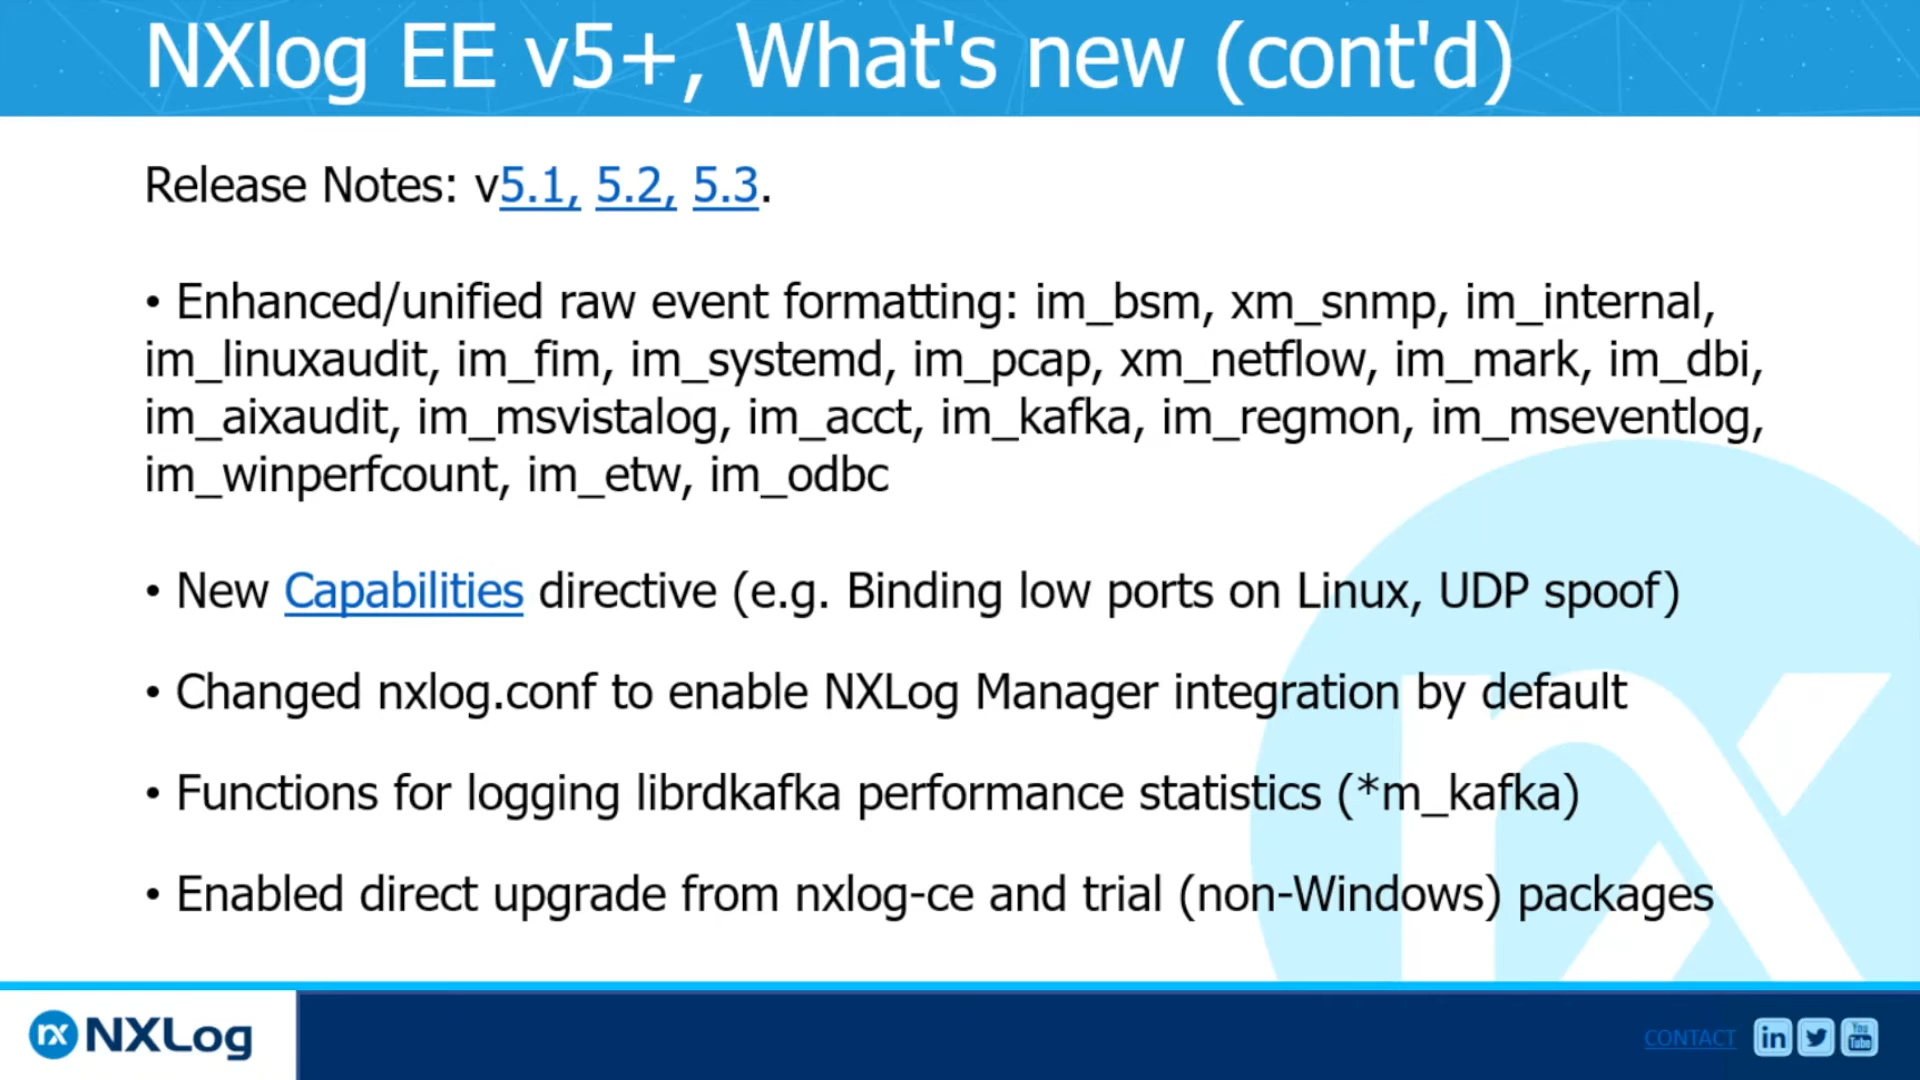 NXlog EE v5+, What's new (cont'd)
Release Notes: v5.1, 5.2, 5.3.
• Enhanced/unified raw event formatting: im_bsm, xm_snmp, im_internal,
im_linuxaudit, im_fim, im_systemd, im_pcap, xm_netflow, im_mark, im_dbi,
im_aixaudit, im_msvistalog, im_acct, im_kafka, im_regmon, im_mseventlog,
im_winperfcount, im_etw, im_odbc
• New Capabilities directive (e.g. Binding low ports on Linux, UDP spoof)
• Changed nxlog.conf to enable NXLog Manager integration by default
• Functions for logging librdkafka performance statistics (*m_kafka)
• Enabled direct upgrade from nxlog-ce and trial (non-Windows) packages
NXLog
CONTACT
in
You
Tube